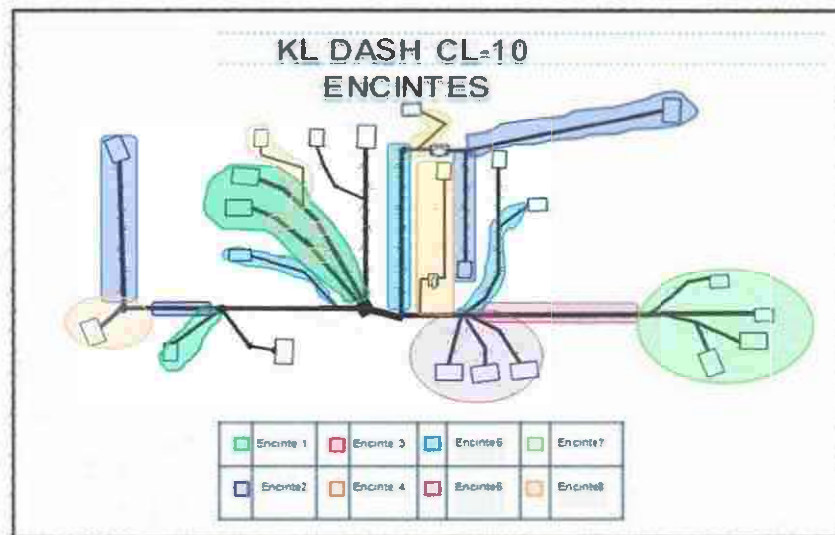 KL DASH CL-10
ENCINTES
Encinte 1 Encinte 3 Encinte5 Encinte7
Encinte2 Encinte 4 Encinte6 Encinte8